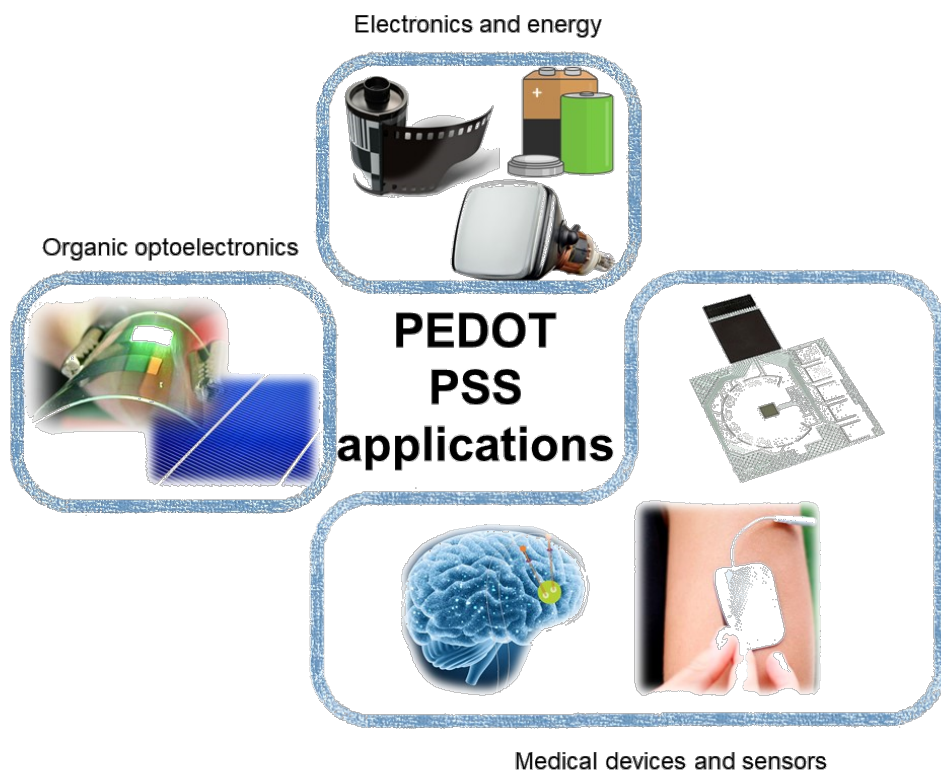 Electronics and energy
Organic optoelectronics
PEDOT
PSS
applications
Medical devices and sensors